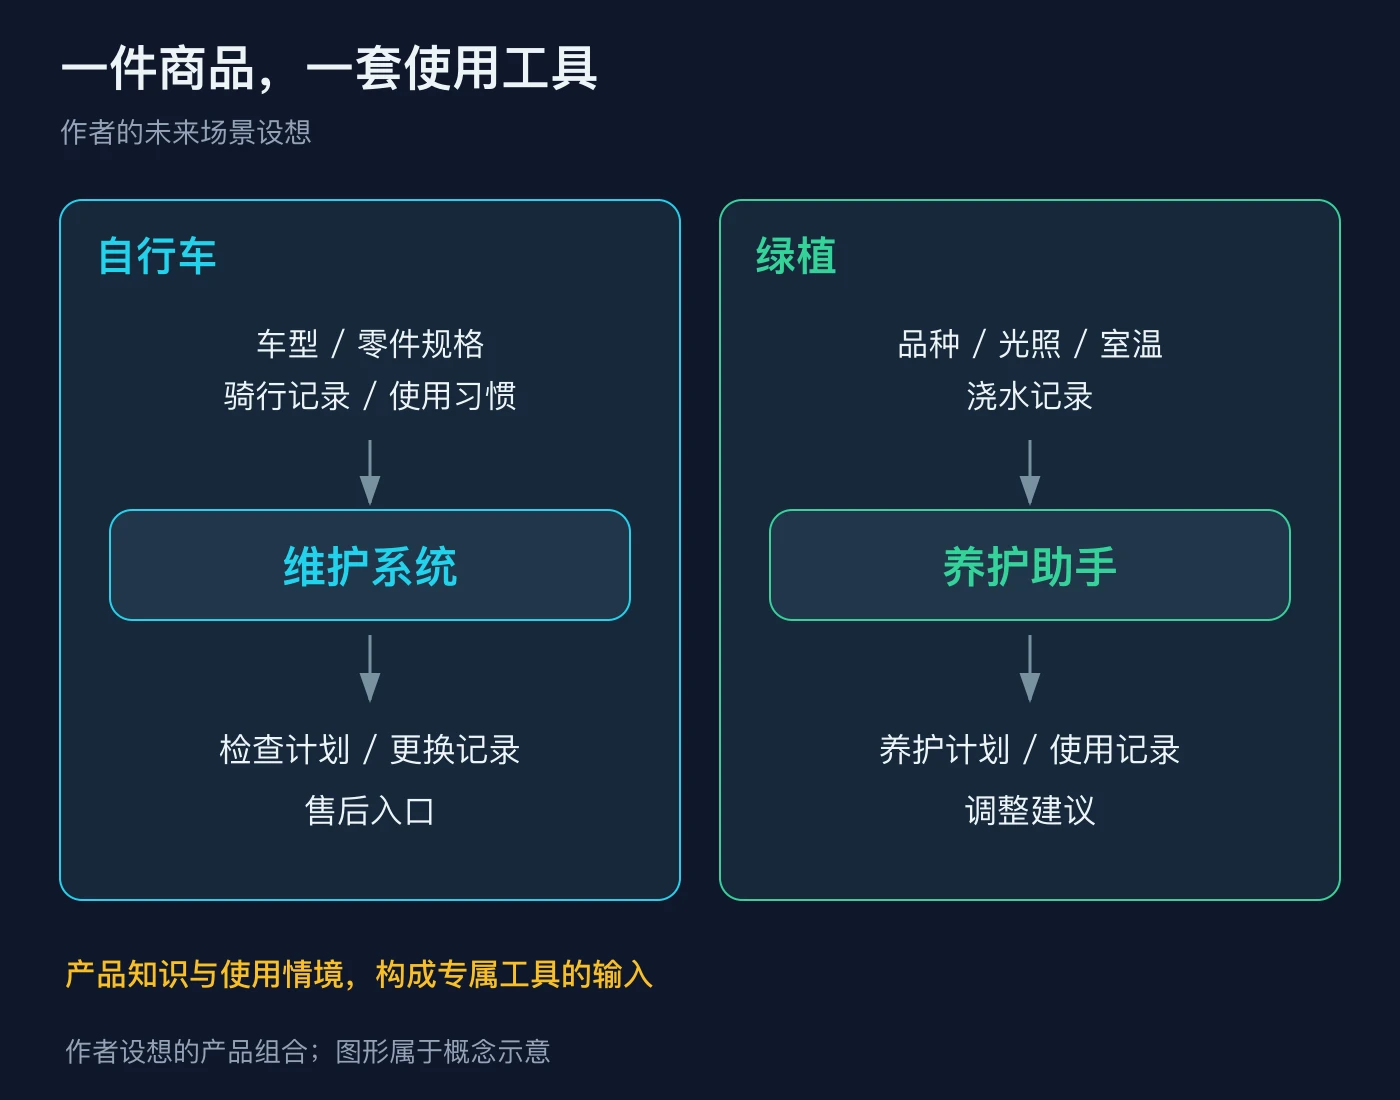 一件商品，一套使用工具
作者的未来场景设想
自行车
车型 / 零件规格
骑行记录 / 使用习惯
维护系统
检查计划 / 更换记录
售后入口
绿植
品种 / 光照 / 室温
浇水记录
养护助手
养护计划 / 使用记录
调整建议
产品知识与使用情境，构成专属工具的输入
作者设想的产品组合；图形属于概念示意